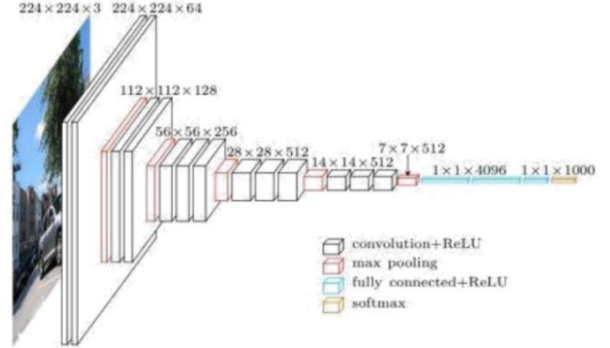 224×224×3 224×224×64
112×112×128
56×56×256
28×28×512
14×14×512
7×7×512
1×1×4096 1×1×1000
convolution+ReLU
max pooling
fully connected+ReLU
softmax